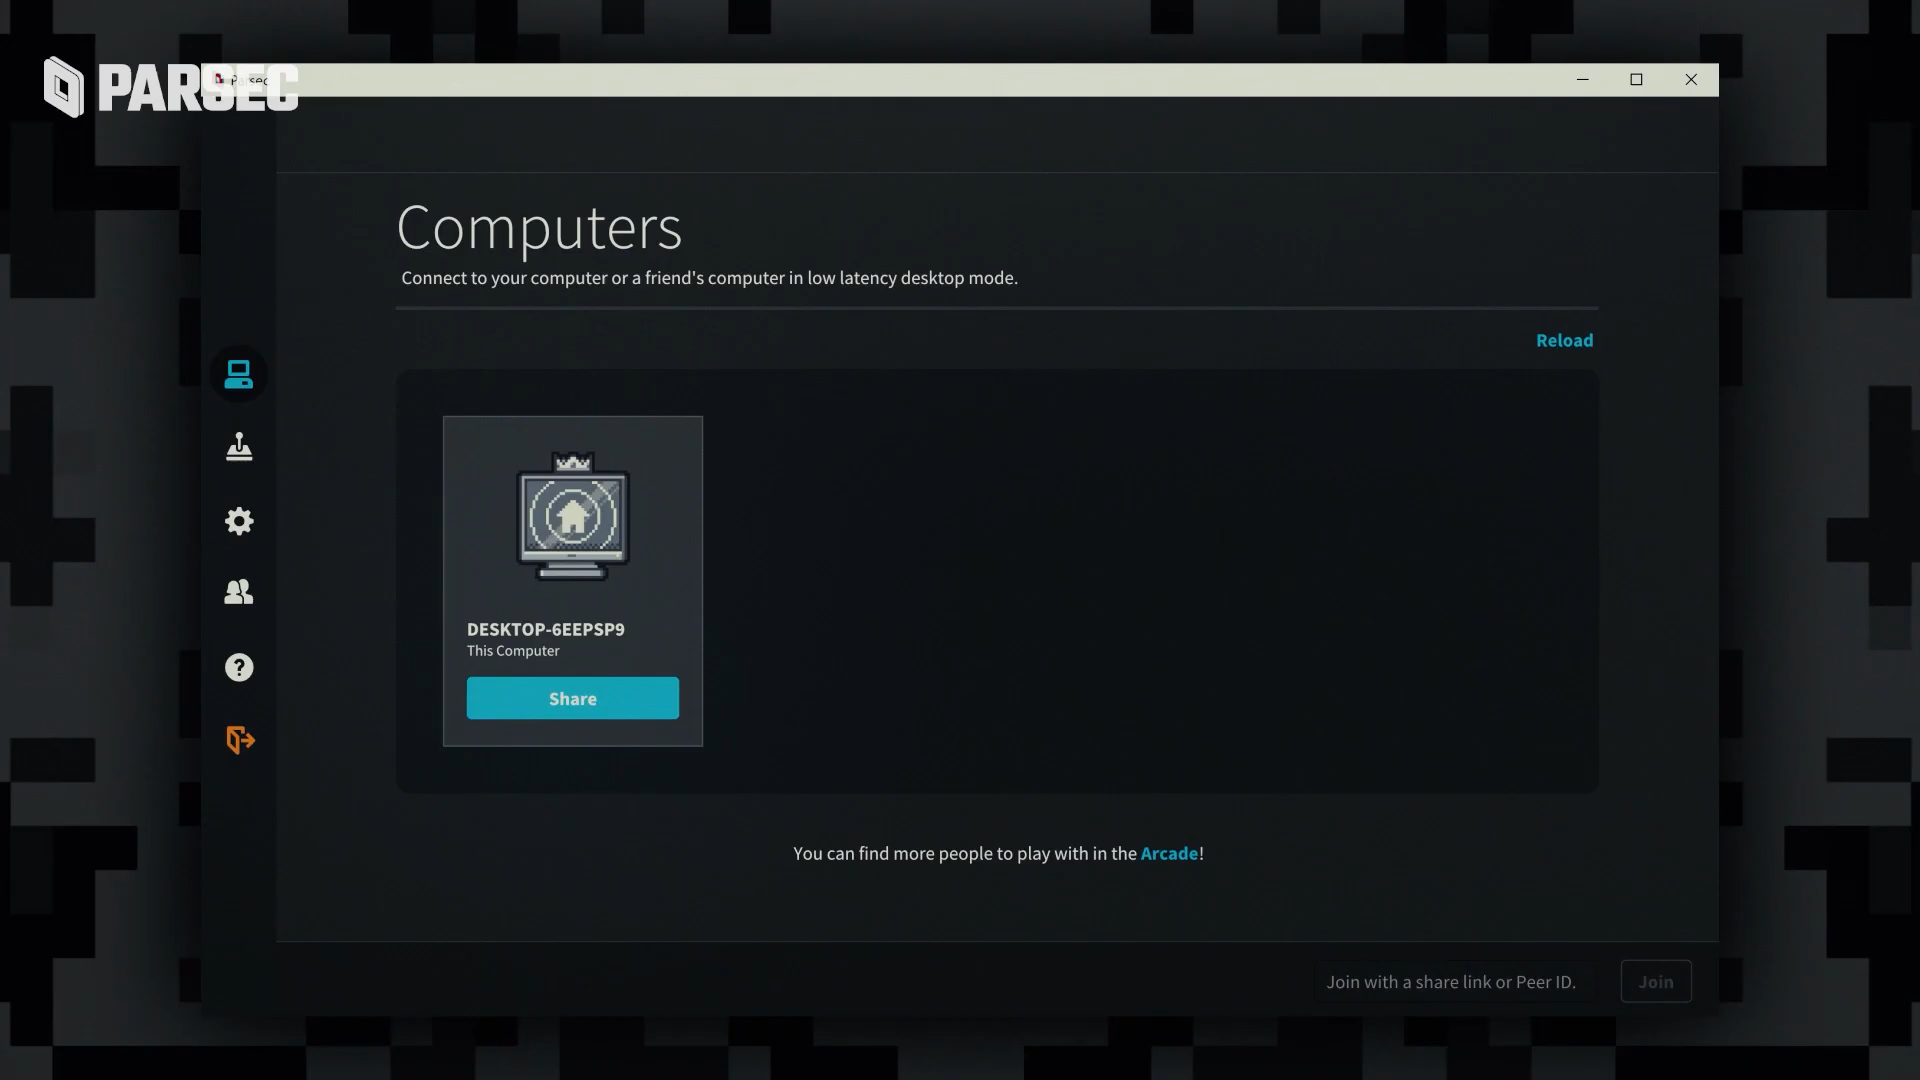 PARSEC
Parsec
Computers
Connect to your computer or a friend's computer in low latency desktop mode.
Reload
DESKTOP-6EEPSP9
This Computer
Share
You can find more people to play with in the Arcade!
Join with a share link or Peer ID.
Join